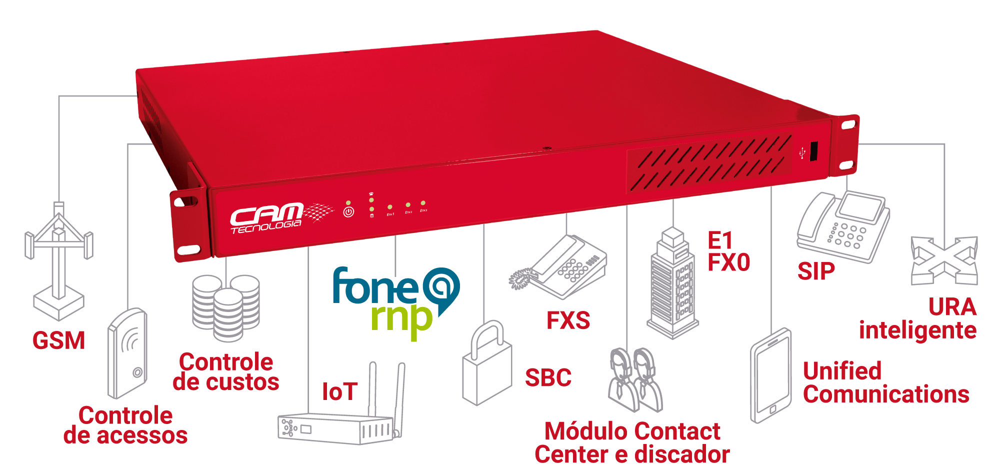 CAM
TECNOLOGIA
ETH 1
ETH 2
ETH 3
GSM
Controle
de acessos
Controle
de custos
IoT
fone
rnp
SBC
FXS
Módulo Contact
Center e discador
E1
FX0
SIP
Unified
Comunications
URA
inteligente